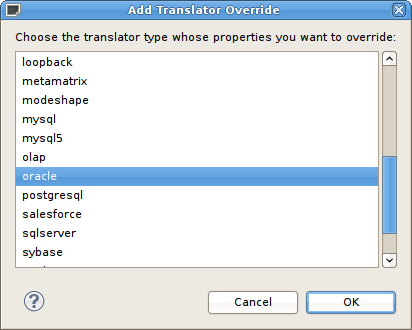 Add Translator Override
Choose the translator type whose properties you want to override:
loopback
metamatrix
modeshape
mysql
mysql5
olap
oracle
postgresql
salesforce
sqlserver
sybase
?
Cancel
OK